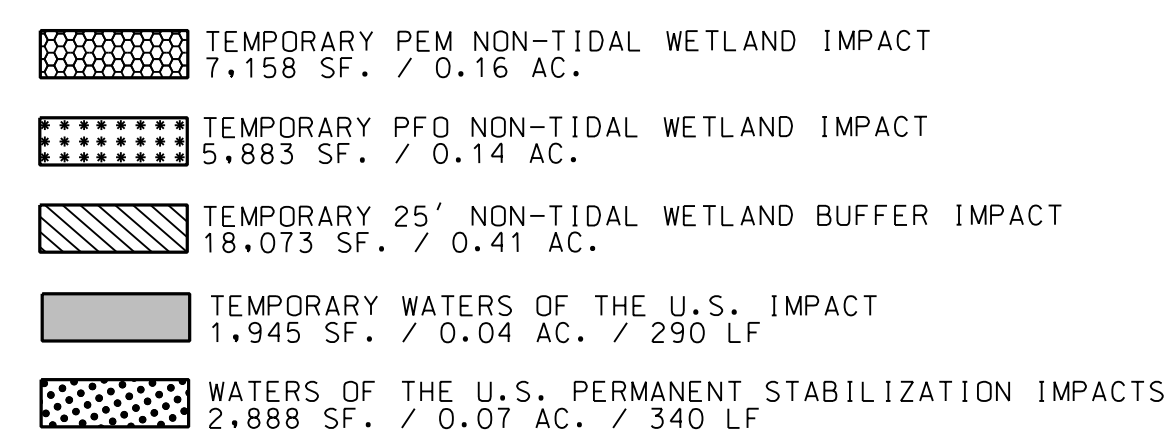 TEMPORARY PEM NON-TIDAL WETLAND IMPACT
7,158 SF. / 0.16 AC.
TEMPORARY PFO NON-TIDAL WETLAND IMPACT
5,883 SF. / 0.14 AC.
TEMPORARY 25' NON-TIDAL WETLAND BUFFER IMPACT
18,073 SF. / 0.41 AC.
TEMPORARY WATERS OF THE U.S. IMPACT
1,945 SF. / 0.04 AC. / 290 LF
WATERS OF THE U.S. PERMANENT STABILIZATION IMPACTS
2,888 SF. / 0.07 AC. / 340 LF